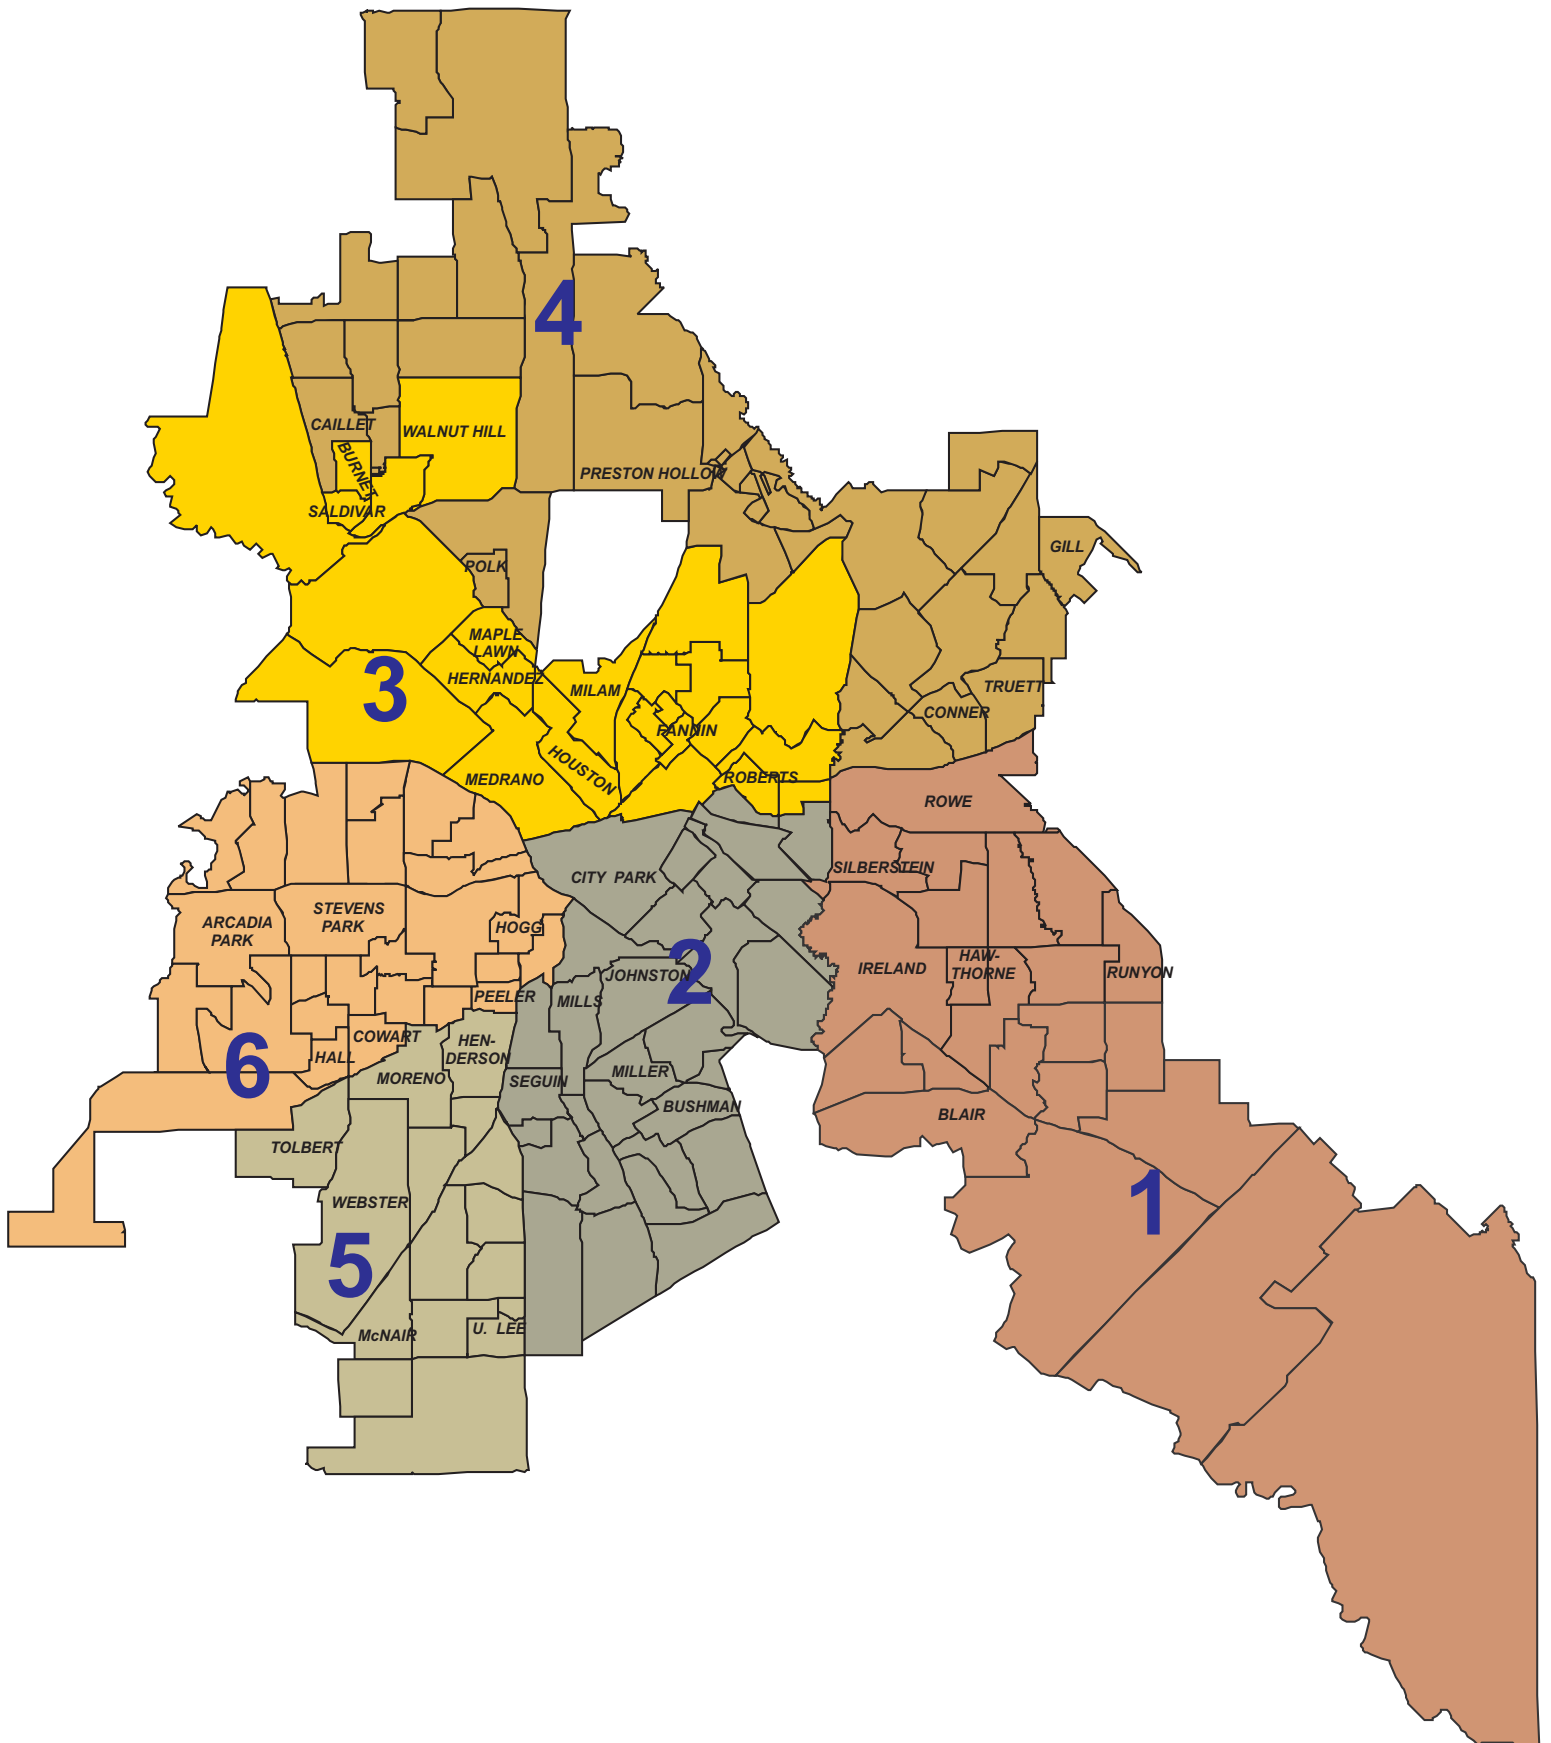 4
CAILLET
WALNUT HILL
BURNET
PRESTON HOLLOW
SALDIVAR
GILL
POLK
MAPLE
LAWN
HERNANDEZ
3
MILAM
TRUETT
CONNER
FANNIN
HOUSTON
MEDRANO
ROBERTS
ROWE
CITY PARK
SILBERSTEIN
STEVENS
PARK
ARCADIA
PARK
HOGG
2
JOHNSTON
IRELAND
HAW-
THORNE
RUNYON
PEELER
MILLS
COWART
HEN-
DERSON
HALL
6
MORENO
SEGUIN
MILLER
BUSHMAN
BLAIR
TOLBERT
WEBSTER
1
5
McNAIR
U. LEE